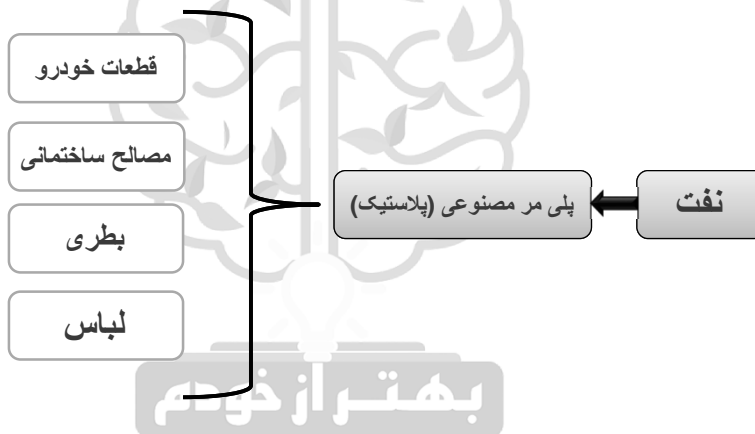 نفت
پلی مر مصنوعی (پلاستیک)
قطعات خودرو
مصالح ساختمانی
بطری
لباس
بهتر از خودم